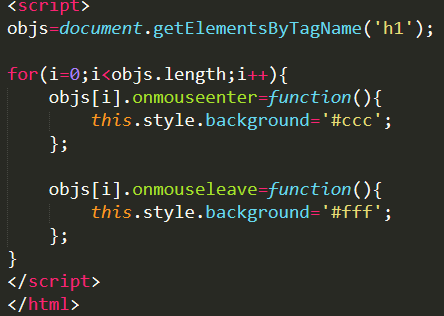 <script>
objs=document.getElementsByTagName('h1');
for(i=0;i<objs.length;i++){
objs[i].onmouseenter=function(){
this.style.background='#ccc';
};
objs[i].onmouseleave=function(){
this.style.background='#fff';
};
}
</script>
</html>